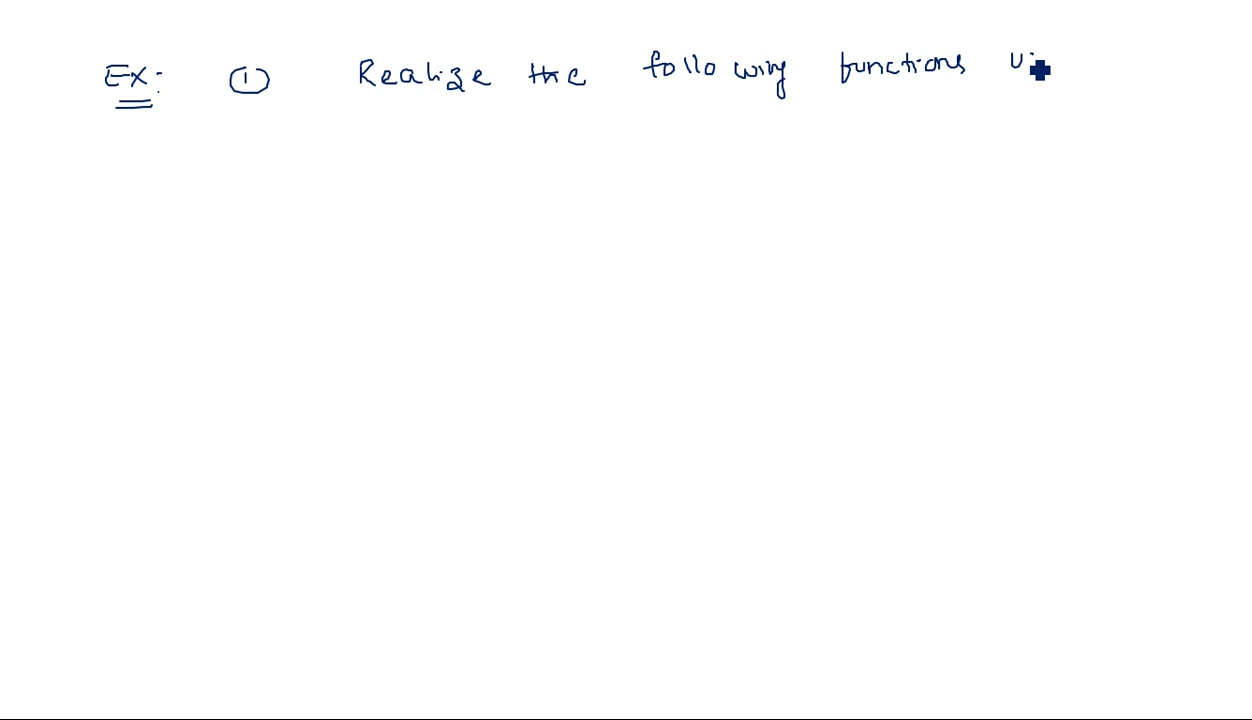 Ex: ① Realize the following functions